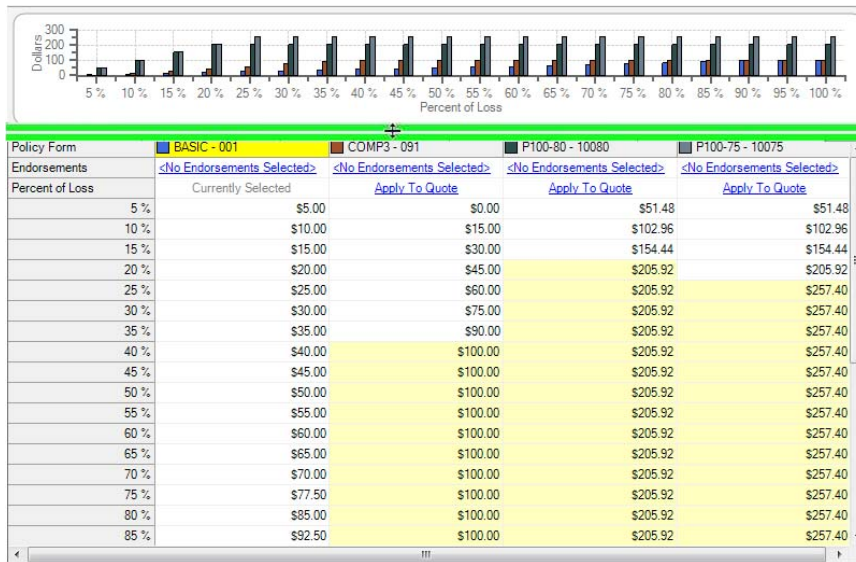 300
200
100
0
Dollars
5 % 10 % 15 % 20 % 25 % 30 % 35 % 40 % 45 % 50 % 55 % 60 % 65 % 70 % 75 % 80 % 85 % 90 % 95 % 100 %
Percent of Loss
Policy Form BASIC - 001 COMP3 - 091 P100-80 - 10080 P100-75 - 10075
Endorsements <No Endorsements Selected> <No Endorsements Selected> <No Endorsements Selected> <No Endorsements Selected>
Percent of Loss Currently Selected Apply To Quote Apply To Quote Apply To Quote
5 % $5.00 $0.00 $51.48 $51.48
10 % $10.00 $15.00 $102.96 $102.96
15 % $15.00 $30.00 $154.44 $154.44
20 % $20.00 $45.00 $205.92 $205.92
25 % $25.00 $60.00 $205.92 $257.40
30 % $30.00 $75.00 $205.92 $257.40
35 % $35.00 $90.00 $205.92 $257.40
40 % $40.00 $100.00 $205.92 $257.40
45 % $45.00 $100.00 $205.92 $257.40
50 % $50.00 $100.00 $205.92 $257.40
55 % $55.00 $100.00 $205.92 $257.40
60 % $60.00 $100.00 $205.92 $257.40
65 % $65.00 $100.00 $205.92 $257.40
70 % $70.00 $100.00 $205.92 $257.40
75 % $77.50 $100.00 $205.92 $257.40
80 % $85.00 $100.00 $205.92 $257.40
85 % $92.50 $100.00 $205.92 $257.40